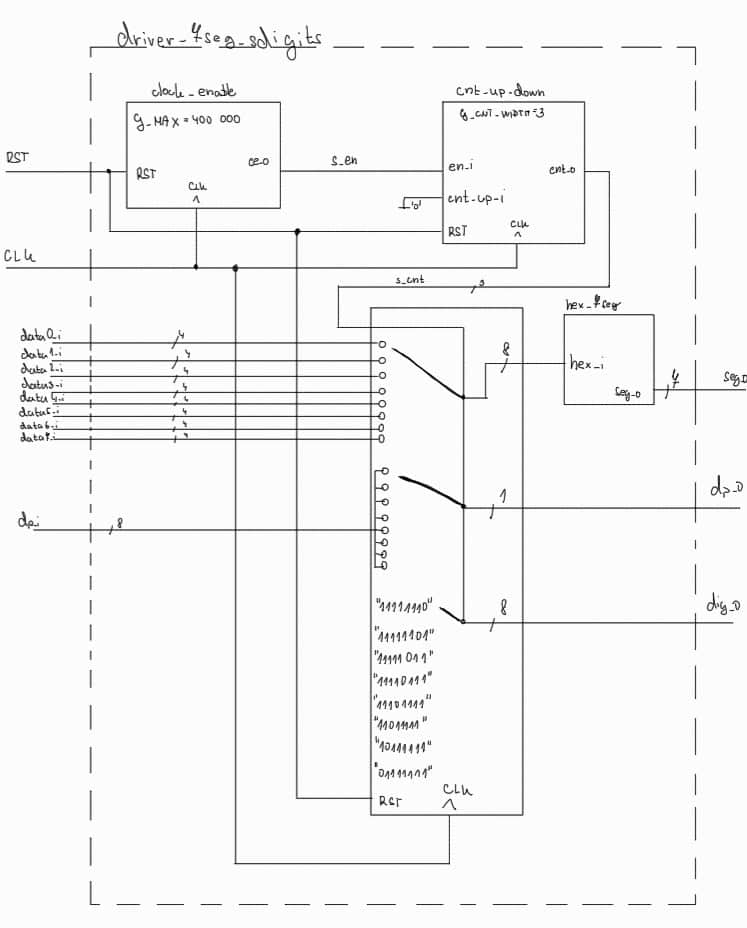 driver_7seg_8digits
clock_enable
g_MAX = 400 000
RST
ce_o
CLK
cnt_up_down
g_CNT_WIDTH=3
en_i
cnt_o
cnt_up_i
RST
CLK
RST
s_en
'0'
CLK
s_cnt
3
hex_7seg
hex_i
seg_o
data0_i
4
data1_i
4
data2_i
4
data3_i
4
data4_i
4
data5_i
4
data6_i
4
data7_i
4
8
7
seg_o
dp_i
8
1
dp_o
"11111110"
8
dig_o
"11111101"
"11111011"
"11110111"
"11101111"
"1101111"
"10111111"
"01111111"
RST
CLK